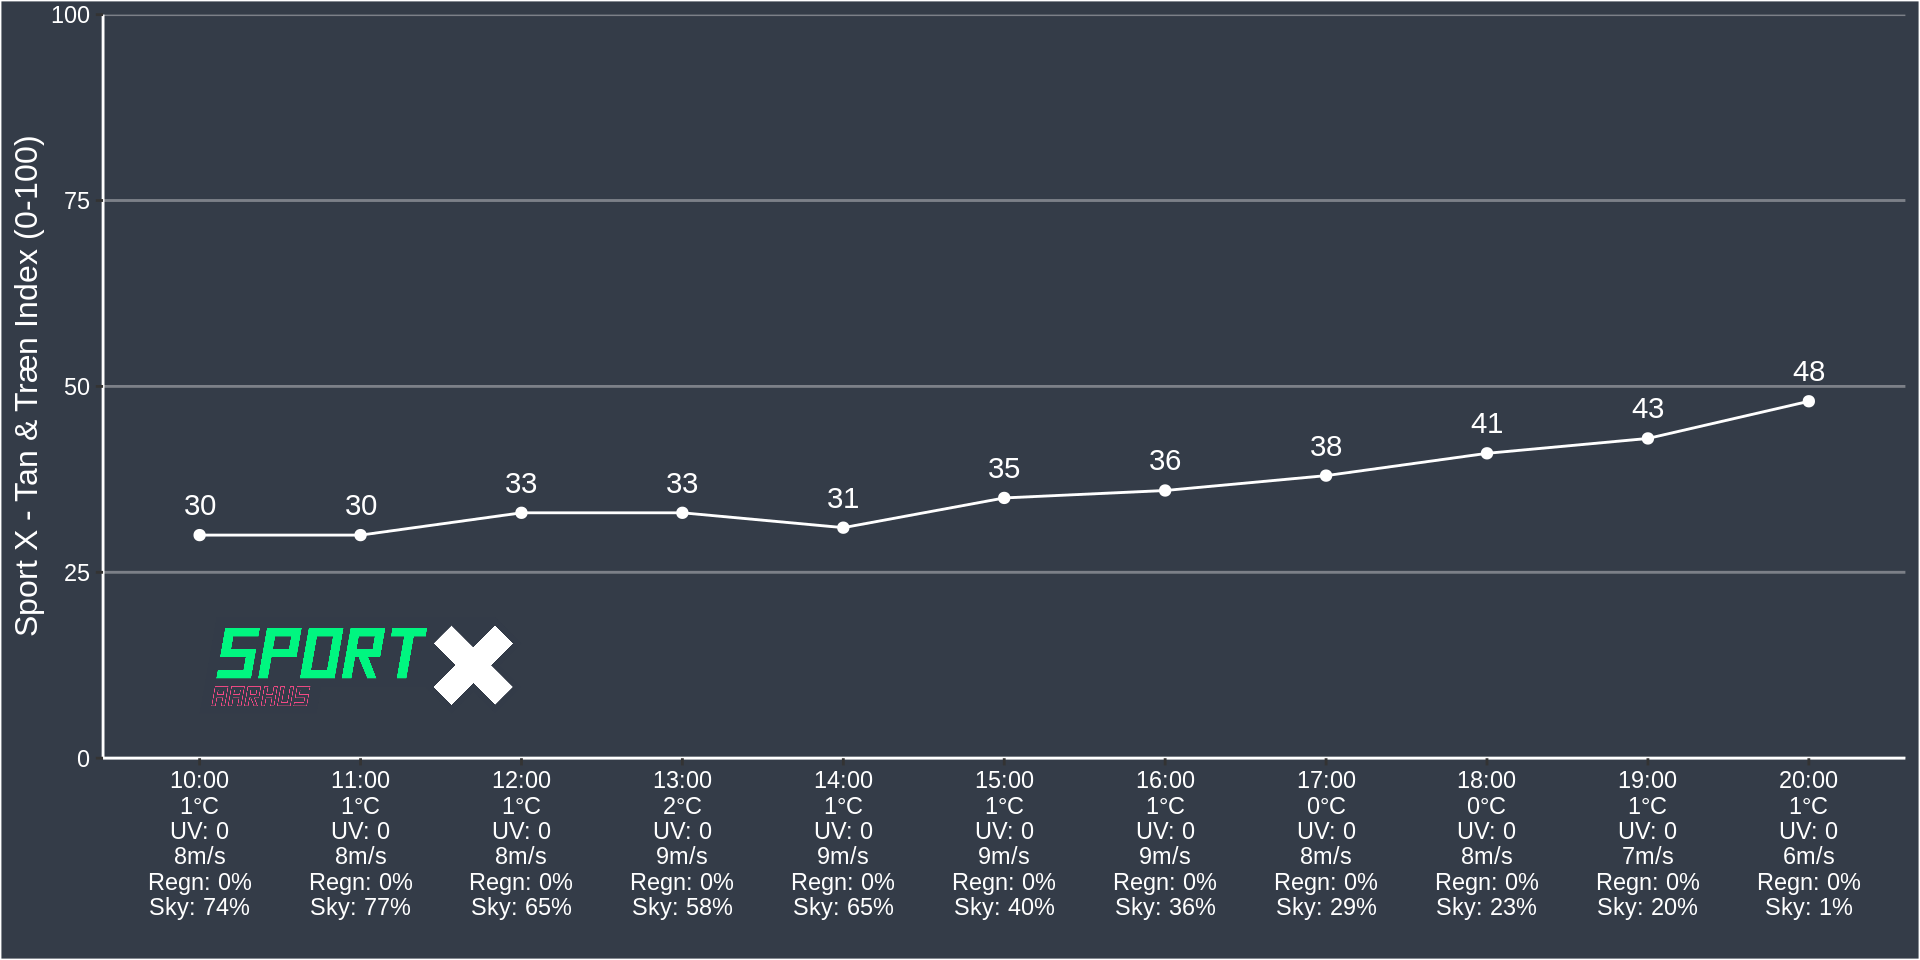 Sport X - Tan & Træn Index (0-100)
100
75
50
25
0
30
30
33
33
31
35
36
38
41
43
48
SPORT X
AARHUS
10:00
1°C
UV: 0
8m/s
Regn: 0%
Sky: 74%
11:00
1°C
UV: 0
8m/s
Regn: 0%
Sky: 77%
12:00
1°C
UV: 0
8m/s
Regn: 0%
Sky: 65%
13:00
2°C
UV: 0
9m/s
Regn: 0%
Sky: 58%
14:00
1°C
UV: 0
9m/s
Regn: 0%
Sky: 65%
15:00
1°C
UV: 0
9m/s
Regn: 0%
Sky: 40%
16:00
1°C
UV: 0
9m/s
Regn: 0%
Sky: 36%
17:00
0°C
UV: 0
8m/s
Regn: 0%
Sky: 29%
18:00
0°C
UV: 0
8m/s
Regn: 0%
Sky: 23%
19:00
1°C
UV: 0
7m/s
Regn: 0%
Sky: 20%
20:00
1°C
UV: 0
6m/s
Regn: 0%
Sky: 1%